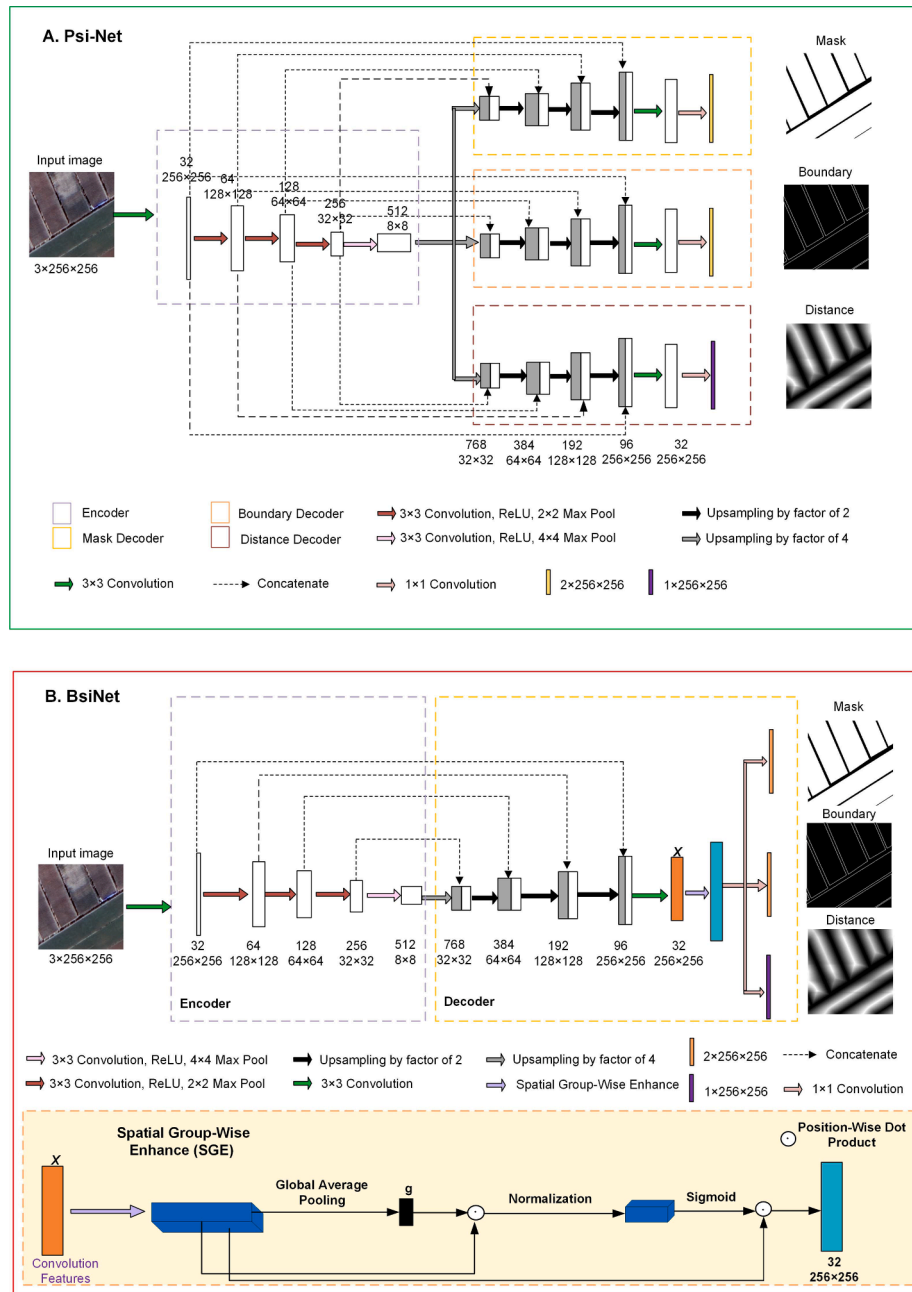 A. Psi-Net
Mask
Input image
32
256×256
64
128×128
128
64×64
256
32×32
512
8×8
Boundary
3×256×256
Distance
768
32×32
384
64×64
192
128×128
96
256×256
32
256×256
Encoder
Boundary Decoder
3×3 Convolution, ReLU, 2×2 Max Pool
Upsampling by factor of 2
Mask Decoder
Distance Decoder
3×3 Convolution, ReLU, 4×4 Max Pool
Upsampling by factor of 4
3×3 Convolution
Concatenate
1×1 Convolution
2×256×256
1×256×256
B. BsiNet
Mask
Boundary
Input image
X
Distance
3×256×256
32
256×256
64
128×128
128
64×64
256
32×32
512
8×8
768
32×32
384
64×64
192
128×128
96
256×256
32
256×256
Encoder
Decoder
3×3 Convolution, ReLU, 4×4 Max Pool
Upsampling by factor of 2
Upsampling by factor of 4
2×256×256
Concatenate
3×3 Convolution, ReLU, 2×2 Max Pool
3×3 Convolution
Spatial Group-Wise Enhance
1×256×256
1×1 Convolution
Spatial Group-Wise
Enhance (SGE)
Position-Wise Dot
Product
X
Global Average
Pooling
g
Normalization
Sigmoid
Convolution
Features
32
256×256